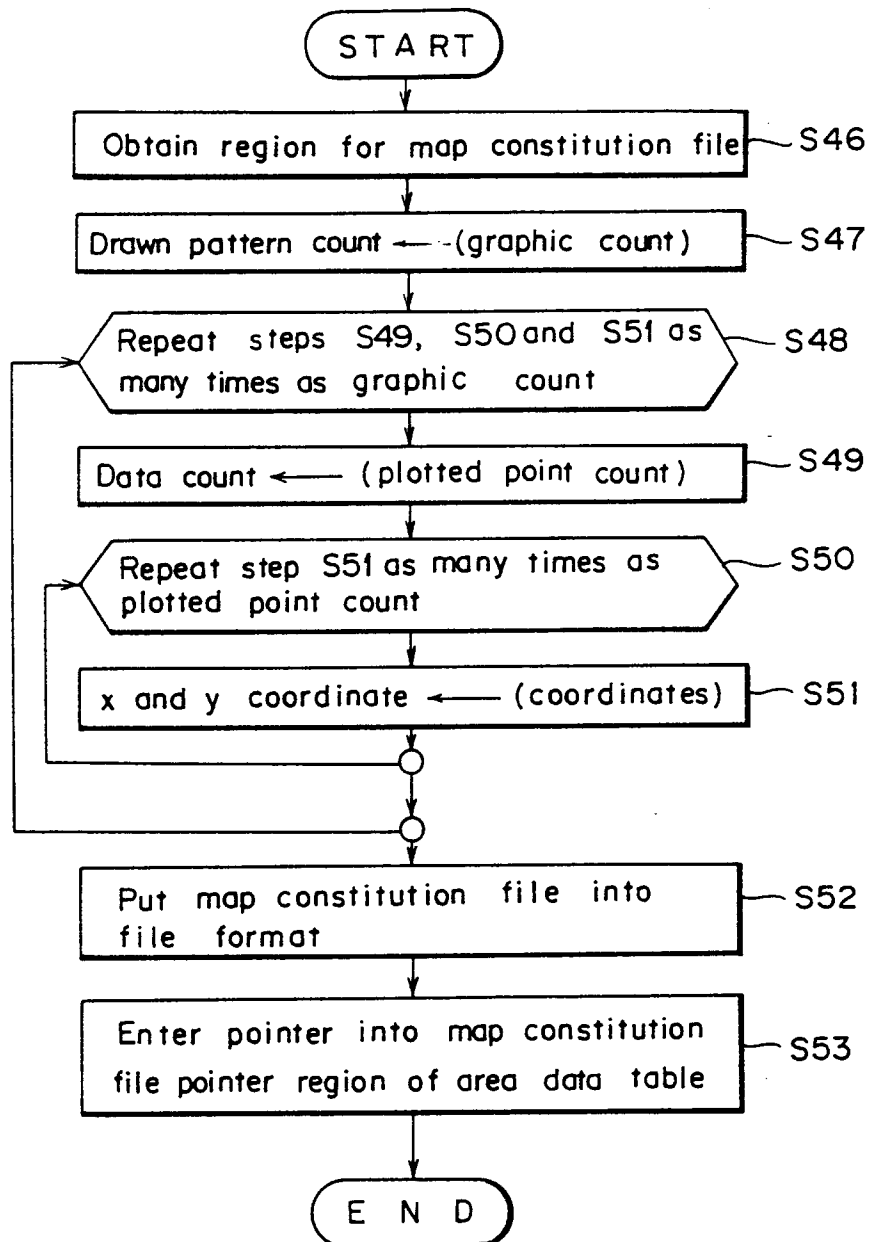 START
Obtain region for map constitution file
S46
Drawn pattern count ← (graphic count)
S47
Repeat steps S49, S50 and S51 as
many times as graphic count
S48
Data count ← (plotted point count)
S49
Repeat step S51 as many times as
plotted point count
S50
x and y coordinate ← (coordinates)
S51
Put map constitution file into
file format
S52
Enter pointer into map constitution
file pointer region of area data table
S53
END